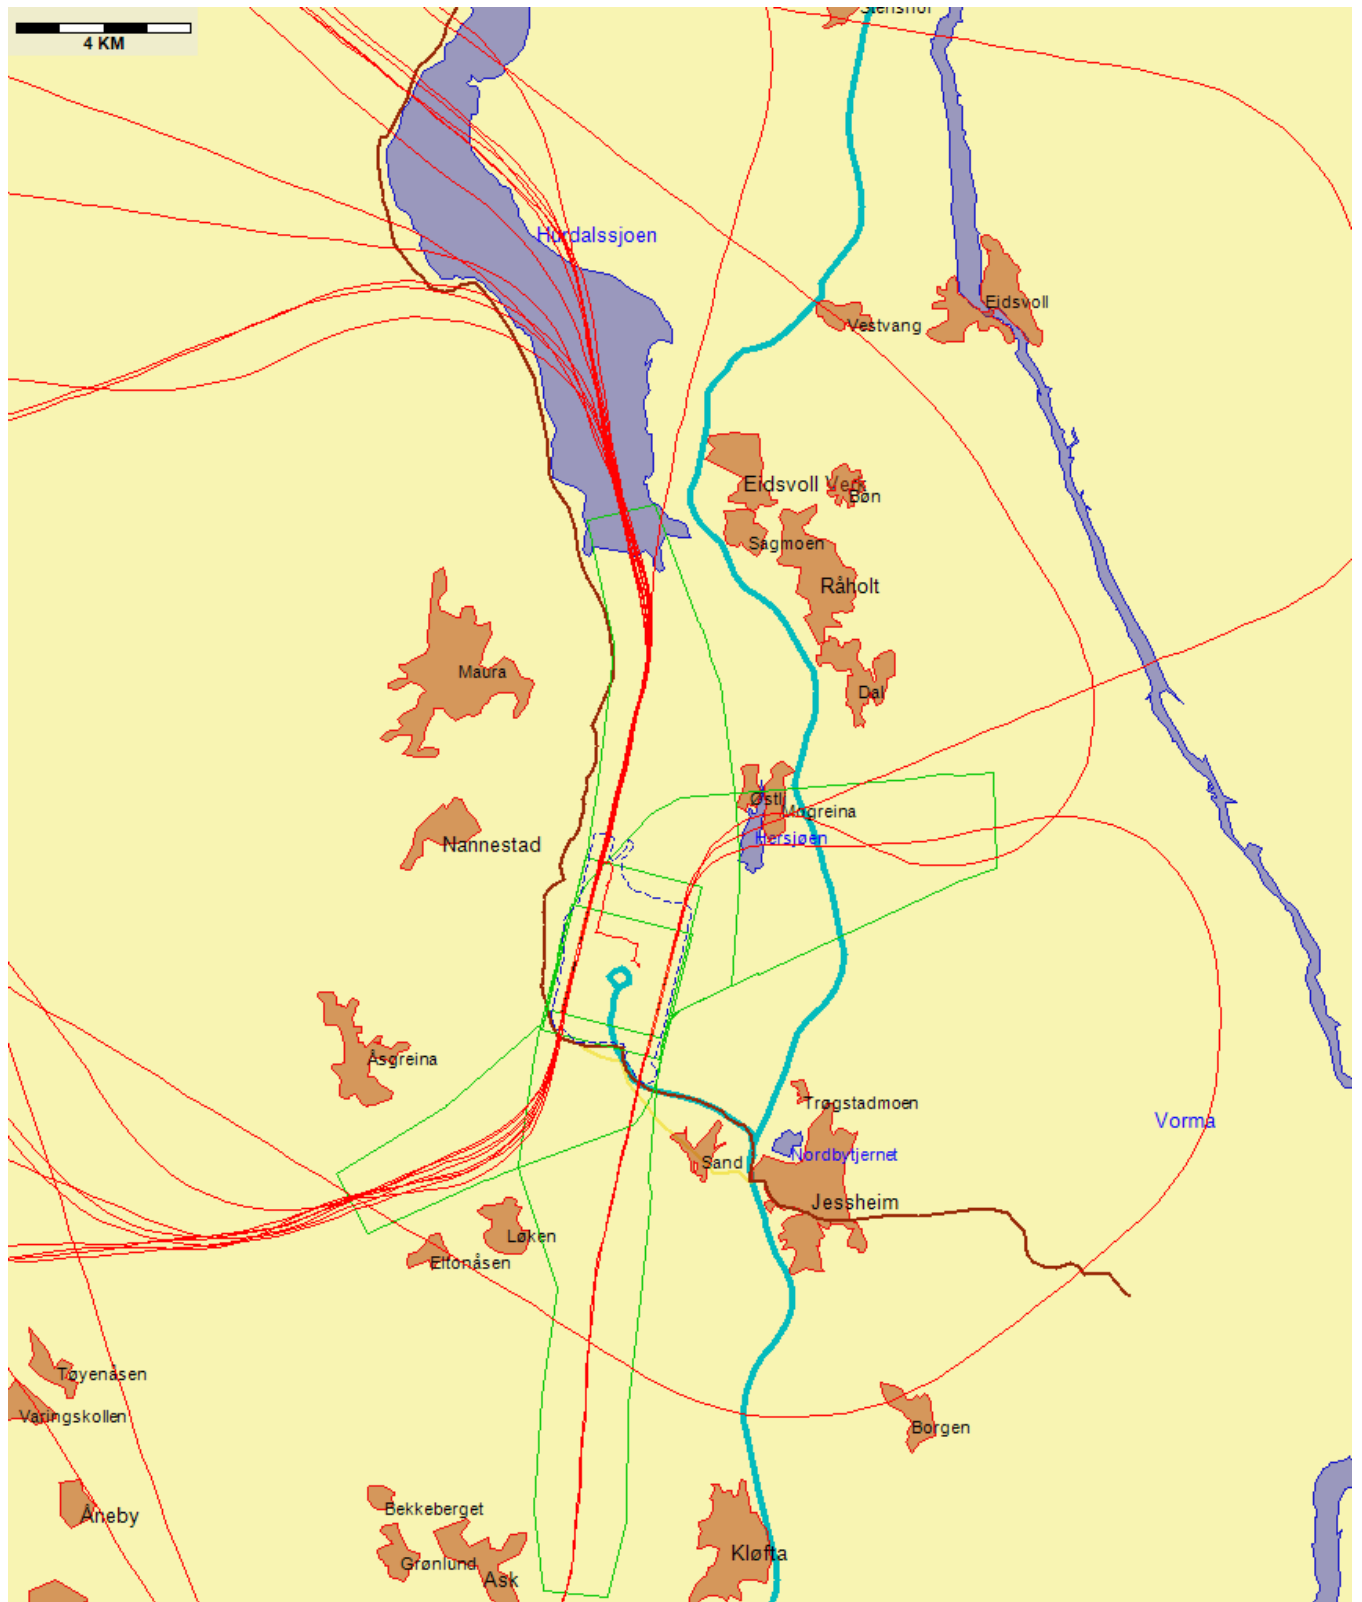 Stenshof
4 KM
Hurdalssjoen
Eidsvoll
Vestvang
Eidsvoll Verk
Bøn
Sagmoen
Råholt
Maura
Dal
Østli
Mogreina
Hersjøen
Nannestad
Åsgreina
Trøgstadmoen
Vorma
Nordbytjernet
Sand
Jessheim
Løken
Eltonåsen
Tøyenåsen
Varingskollen
Borgen
Bekkeberget
Åneby
Kløfta
Grønlund
Ask